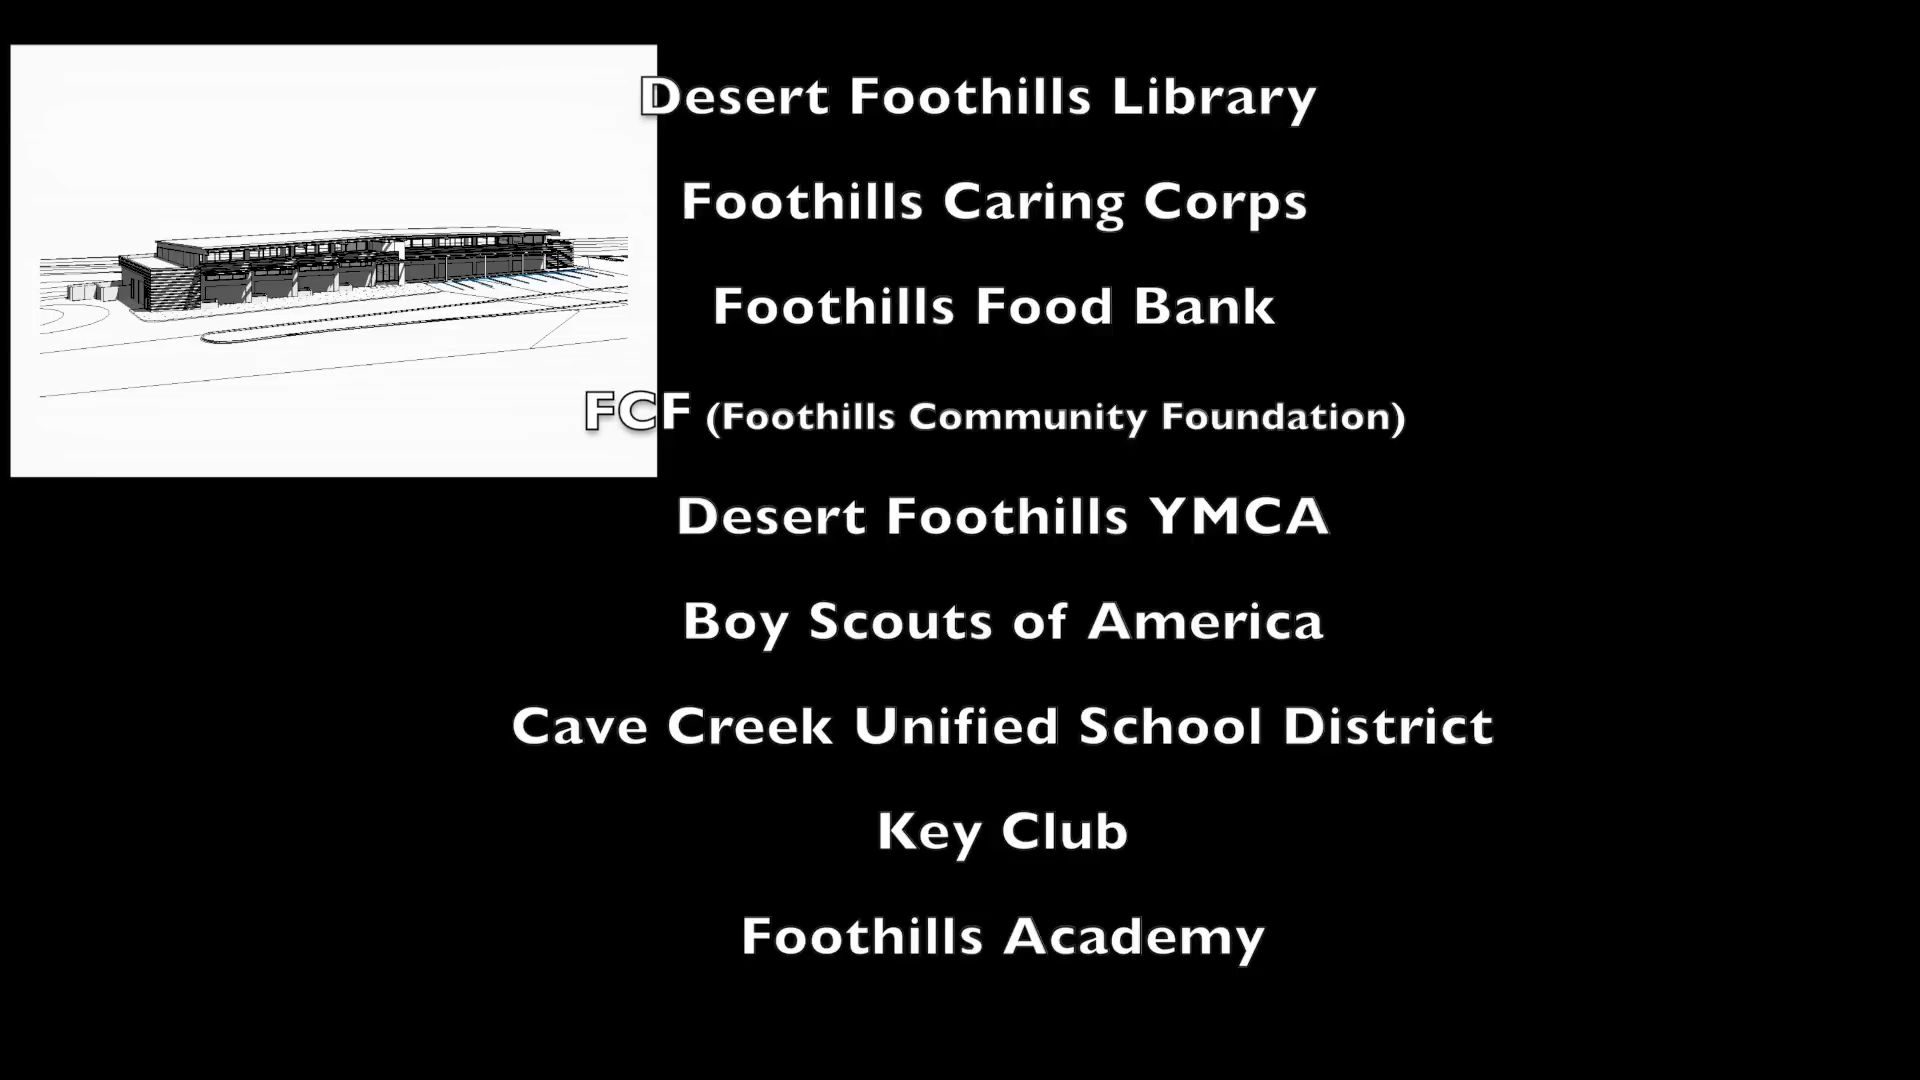 Desert Foothills Library
Foothills Caring Corps
Foothills Food Bank
FCF (Foothills Community Foundation)
Desert Foothills YMCA
Boy Scouts of America
Cave Creek Unified School District
Key Club
Foothills Academy